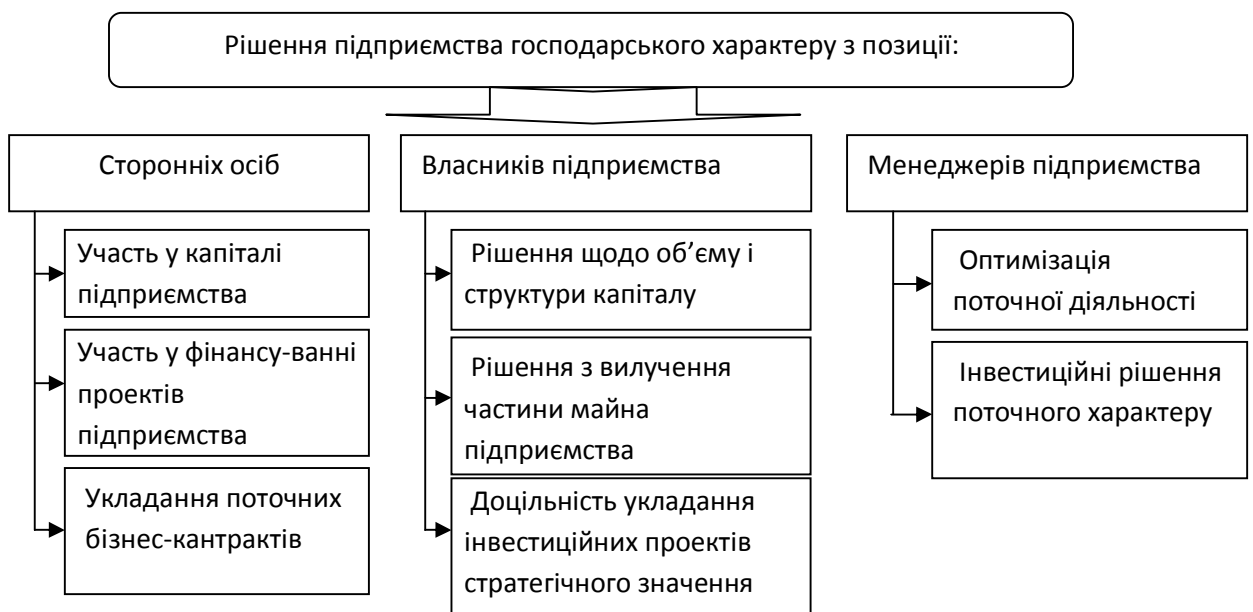 Рішення підприємства господарського характеру з позиції:
Сторонніх осіб
Участь у капіталі
підприємства
Участь у фінансу-ванні
проектів
підприємства
Укладання поточних
бізнес-кантрактів
Власників підприємства
Рішення щодо об’єму і
структури капіталу
Рішення з вилучення
частини майна
підприємства
Доцільність укладання
інвестиційних проектів
стратегічного значення
Менеджерів підприємства
Оптимізація
поточної діяльності
Інвестиційні рішення
поточного характеру